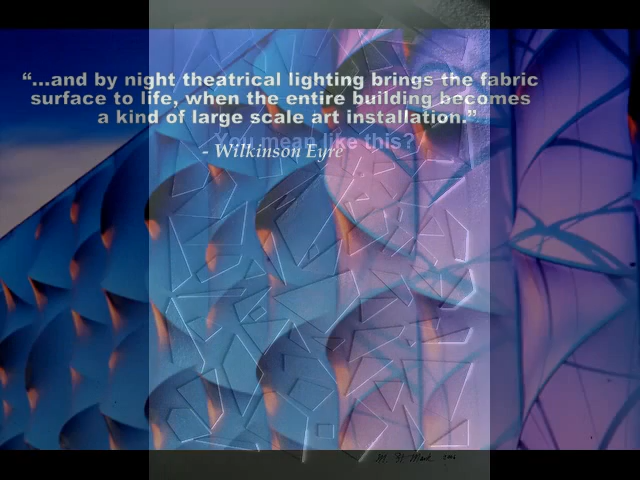 “...and by night theatrical lighting brings the fabric
surface to life, when the entire building becomes
a kind of large scale art installation.”
You mean like this?
- Wilkinson Eyre